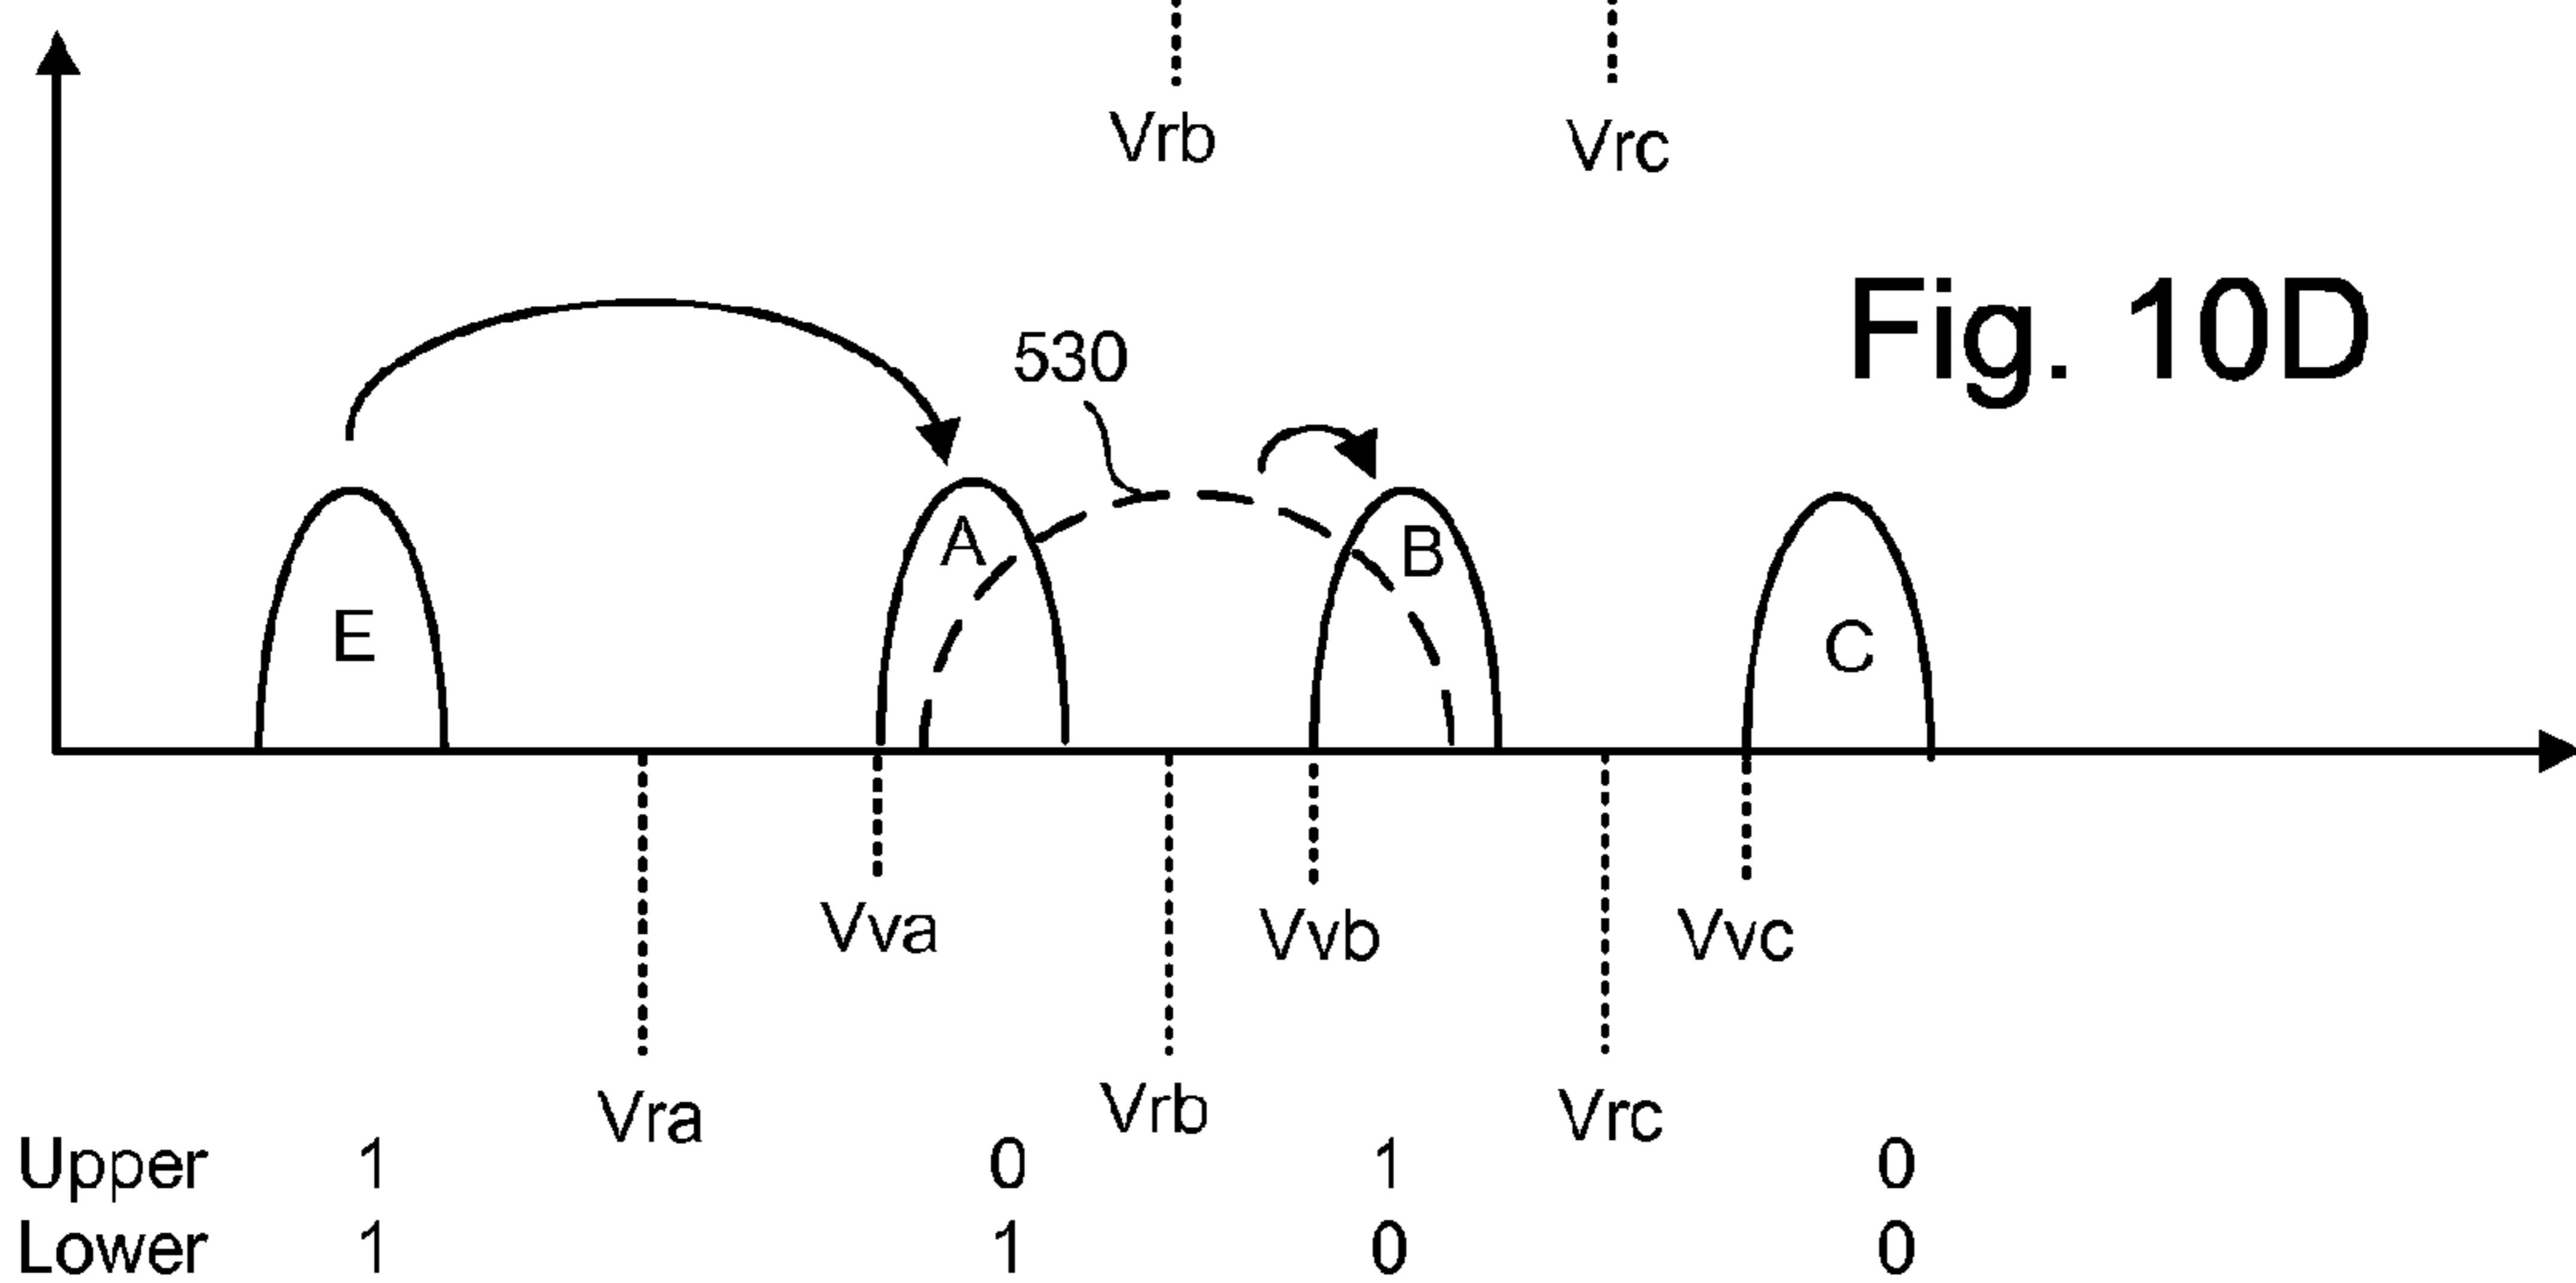 Vrb Vrc
Fig. 10D
530
A B
E C
Vva Vvb Vvc
Vra Vrb Vrc
Upper 1 0 1 0
Lower 1 1 0 0